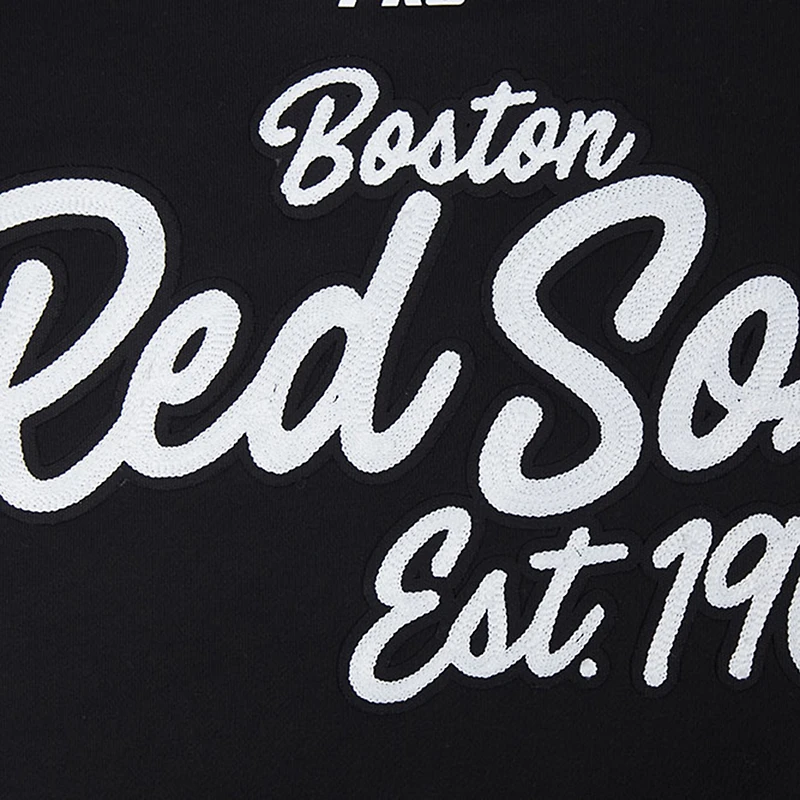 Boston
Red So
Est. 19